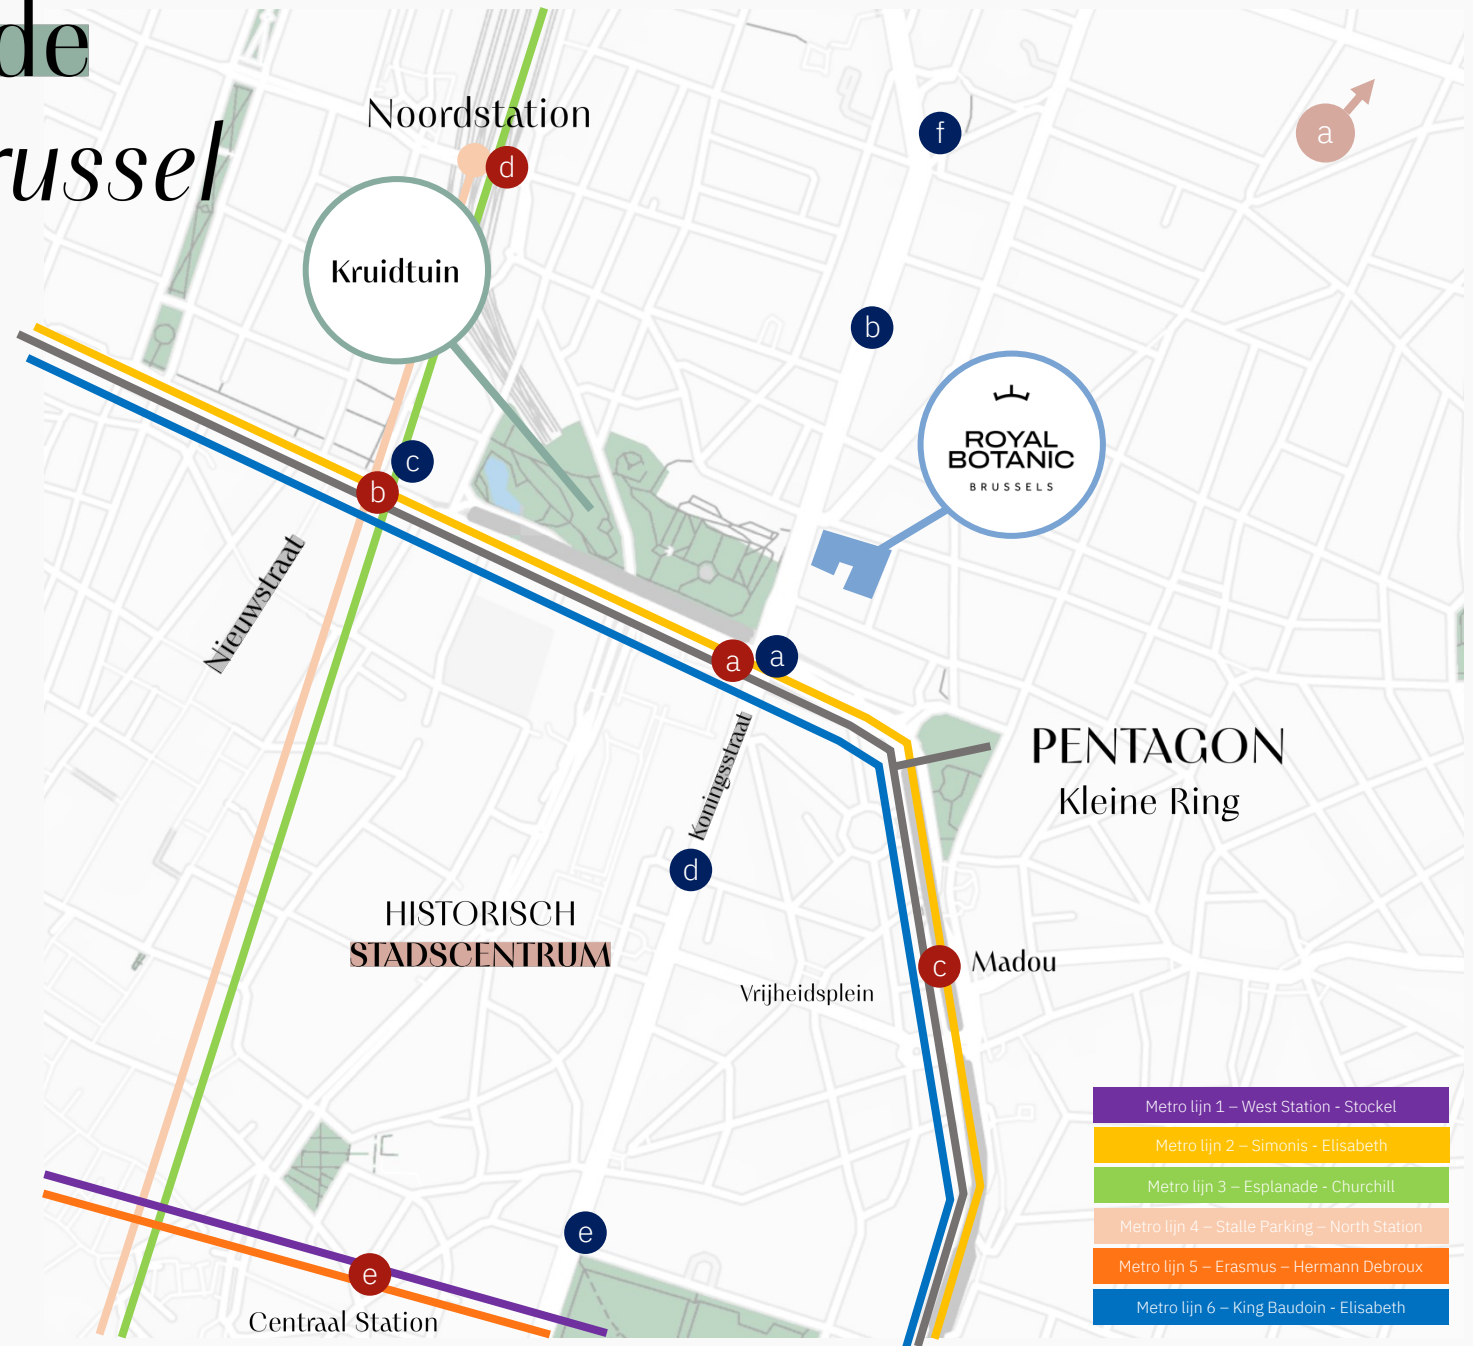 de
russel
Noordstation
d
f
a
Kruidtuin
b
ROYAL
BOTANIC
BRUSSELS
c
b
Nieuwstraat
a
a
Koningsstraat
PENTAGON
Kleine Ring
d
HISTORISCH
STADSCENTRUM
c
Madou
Vrijheidsplein
e
e
Centraal Station
Metro lijn 1 – West Station - Stockel
Metro lijn 2 – Simonis - Elisabeth
Metro lijn 3 – Esplanade - Churchill
Metro lijn 4 – Stalle Parking – North Station
Metro lijn 5 – Erasmus – Hermann Debroux
Metro lijn 6 – King Baudoin - Elisabeth